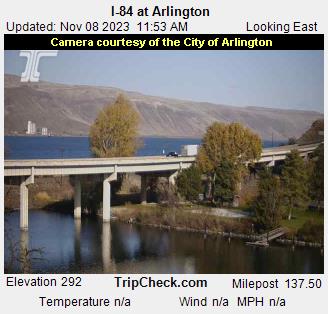 I-84 at Arlington
Updated: Nov 08 2023 11:53 AM Looking East
Camera courtesy of the City of Arlington
Elevation 292 TripCheck.com Milepost 137.50
Temperature n/a Wind n/a MPH n/a